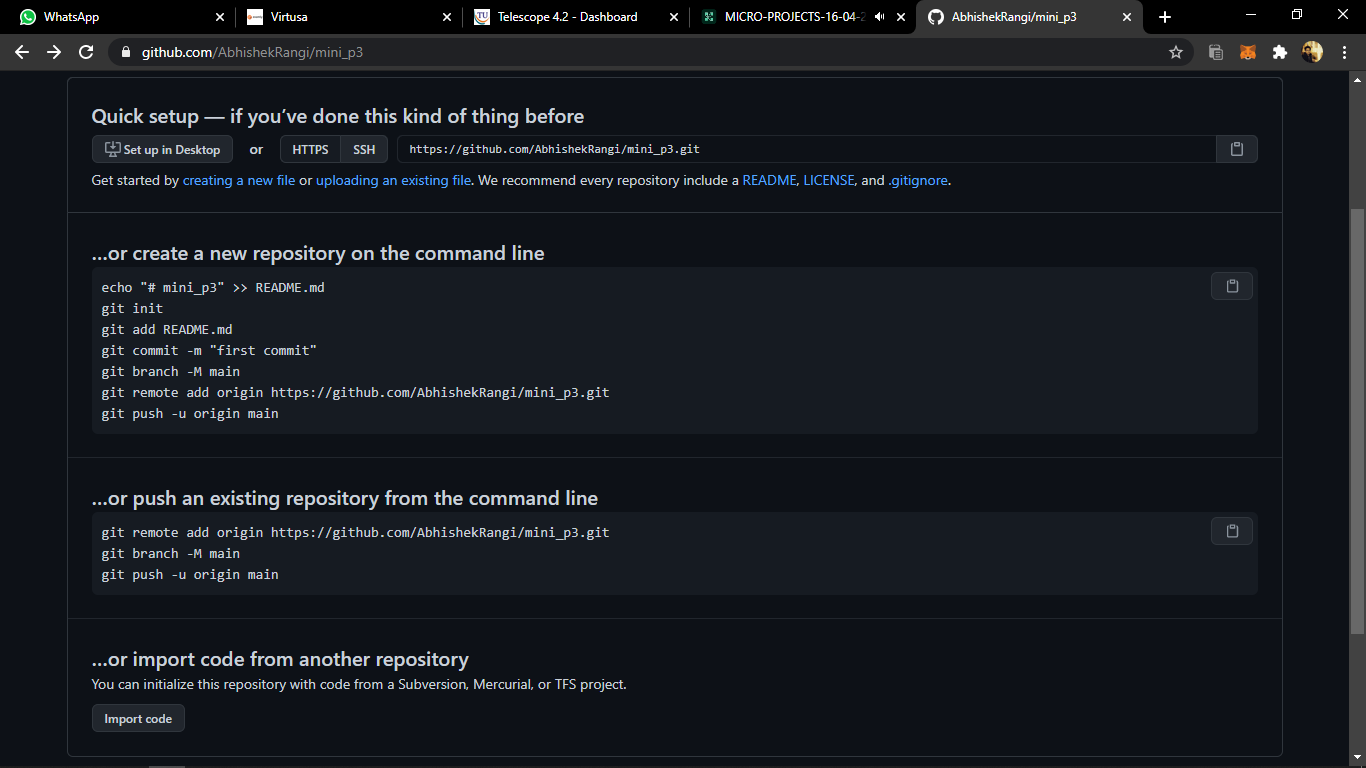 WhatsApp
Virtusa
Telescope 4.2 - Dashboard
MICRO-PROJECTS-16-04-2
AbhishekRangi/mini_p3
github.com/AbhishekRangi/mini_p3
Quick setup — if you’ve done this kind of thing before
Set up in Desktop or HTTPS SSH https://github.com/AbhishekRangi/mini_p3.git
Get started by creating a new file or uploading an existing file. We recommend every repository include a README, LICENSE, and .gitignore.
…or create a new repository on the command line
echo "# mini_p3" >> README.md
git init
git add README.md
git commit -m "first commit"
git branch -M main
git remote add origin https://github.com/AbhishekRangi/mini_p3.git
git push -u origin main
…or push an existing repository from the command line
git remote add origin https://github.com/AbhishekRangi/mini_p3.git
git branch -M main
git push -u origin main
…or import code from another repository
You can initialize this repository with code from a Subversion, Mercurial, or TFS project.
Import code